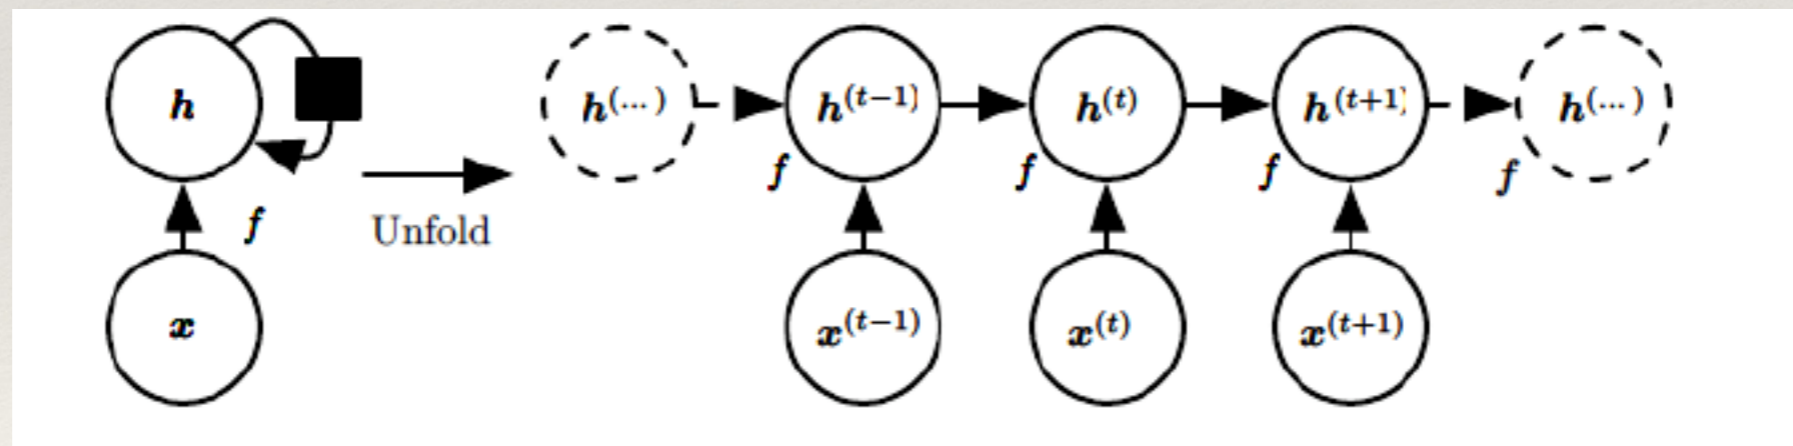 h h(... ) h(t−1) h(t) h(t+1) h(... )
f f f f f
Unfold
x x(t−1) x(t) x(t+1)